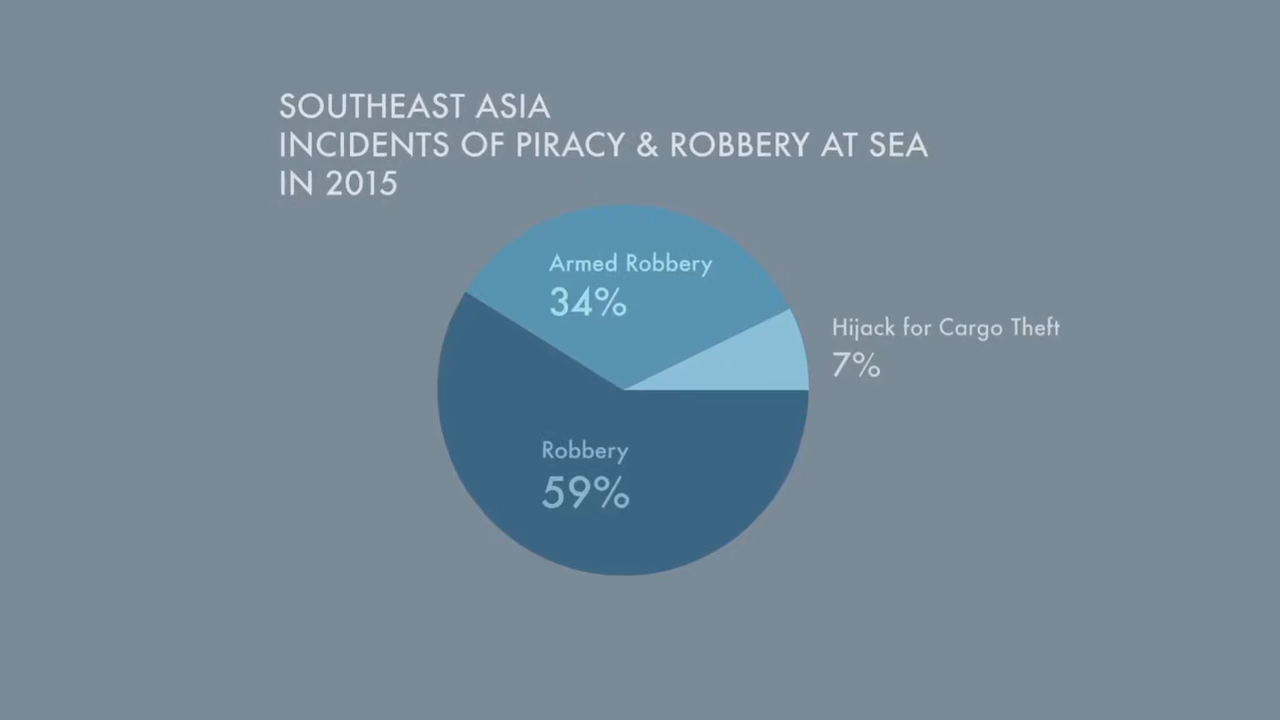 SOUTHEAST ASIA
INCIDENTS OF PIRACY & ROBBERY AT SEA
IN 2015
Armed Robbery
34%
Hijack for Cargo Theft
7%
Robbery
59%